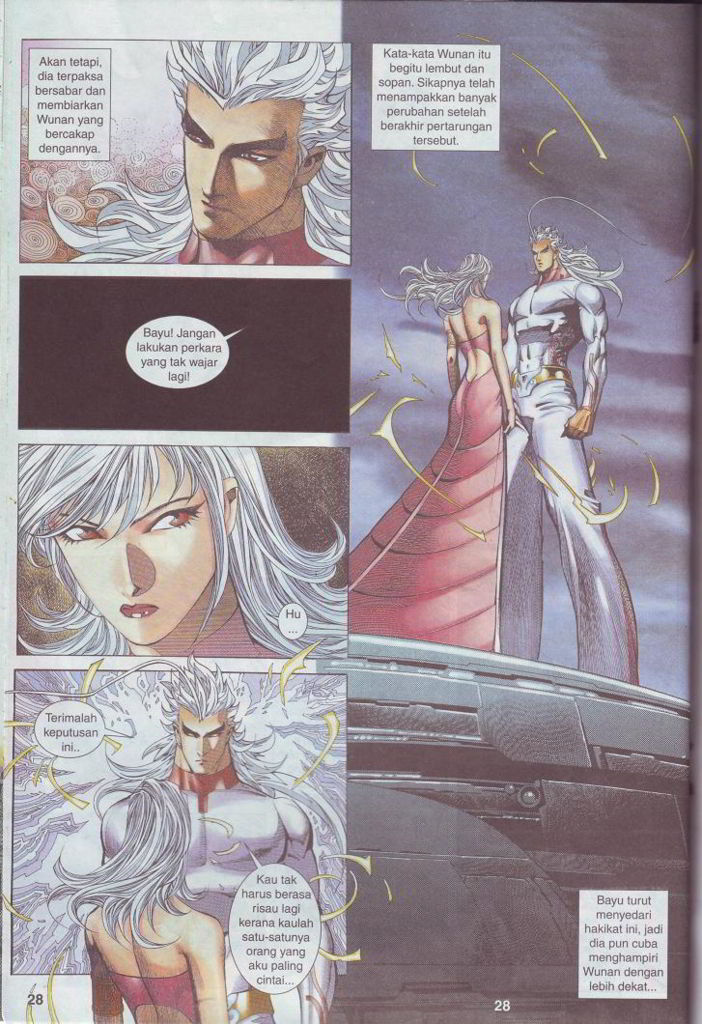 Akan tetapi,
dia terpaksa
bersabar dan
membiarkan
Wunan yang
bercakap
dengannya.
Bayu! Jangan
lakukan perkara
yang tak wajar
lagi!
Hu
...
Terimalah
keputusan
ini..
Kau tak
harus berasa
risau lagi
kerana kaulah
satu-satunya
orang yang
aku paling
cintai...
28
Kata-kata Wunan itu
begitu lembut dan
sopan. Sikapnya telah
menampakkan banyak
perubahan setelah
berakhir pertarungan
tersebut.
Bayu turut
menyedari
hakikat ini, jadi
dia pun cuba
menghampiri
Wunan dengan
lebih dekat...
28